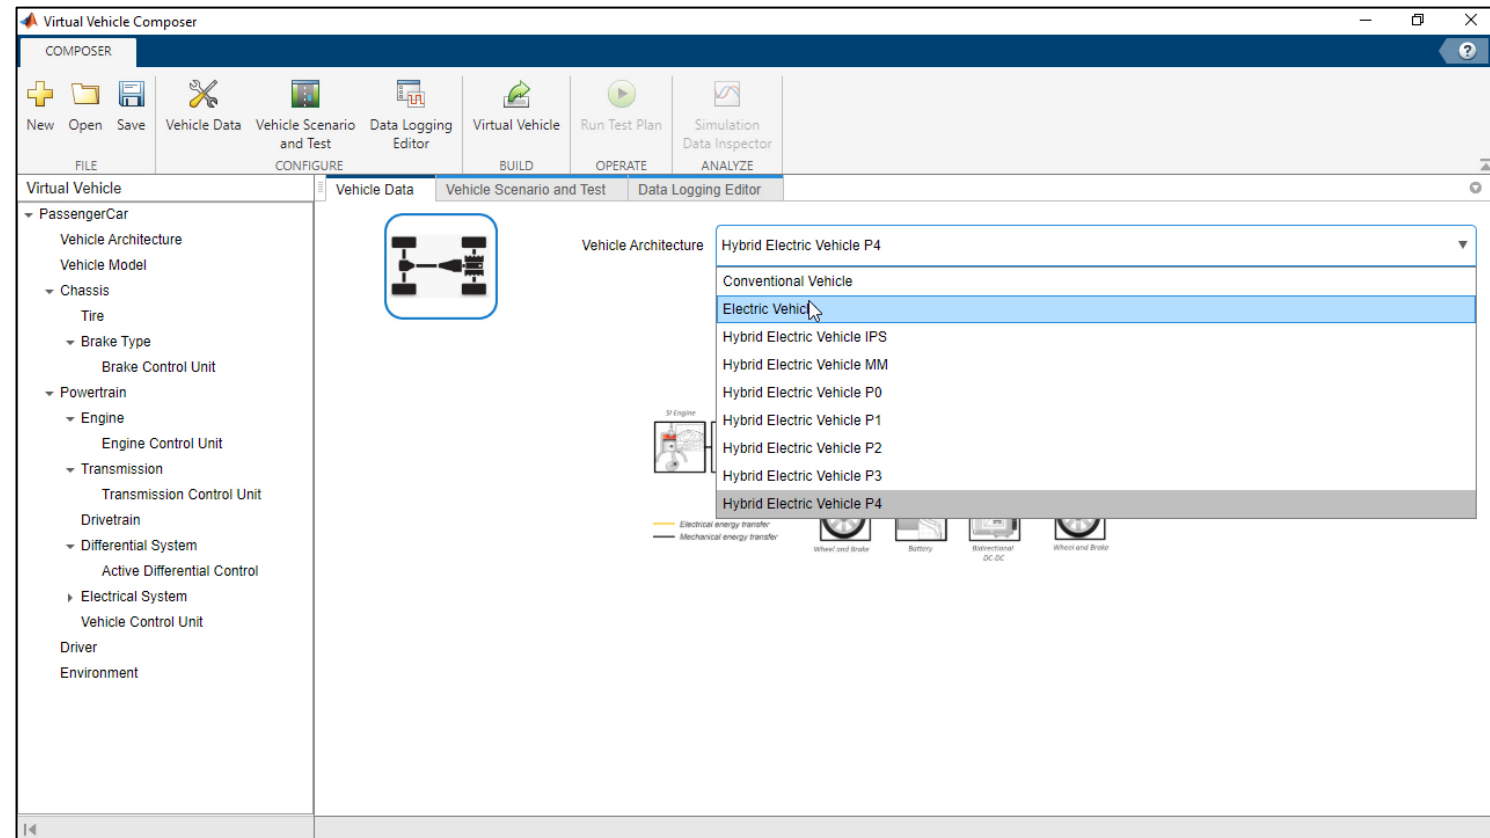 Virtual Vehicle Composer
COMPOSER
New Open Save Vehicle Data Vehicle Scenario and Test Data Logging Editor Virtual Vehicle Run Test Plan Simulation Data Inspector
FILE CONFIGURE BUILD OPERATE ANALYZE
Virtual Vehicle
PassengerCar
Vehicle Architecture
Vehicle Model
Chassis
Tire
Brake Type
Brake Control Unit
Powertrain
Engine
Engine Control Unit
Transmission
Transmission Control Unit
Drivetrain
Differential System
Active Differential Control
Electrical System
Vehicle Control Unit
Driver
Environment
Vehicle Data Vehicle Scenario and Test Data Logging Editor
Vehicle Architecture Hybrid Electric Vehicle P4
Conventional Vehicle
Electric Vehicle
Hybrid Electric Vehicle IPS
Hybrid Electric Vehicle MM
Hybrid Electric Vehicle P0
Hybrid Electric Vehicle P1
Hybrid Electric Vehicle P2
Hybrid Electric Vehicle P3
Hybrid Electric Vehicle P4
SI Engine
Electrical energy transfer
Mechanical energy transfer
Wheel and Brake Battery Bidirectional DC-DC Wheel and Brake